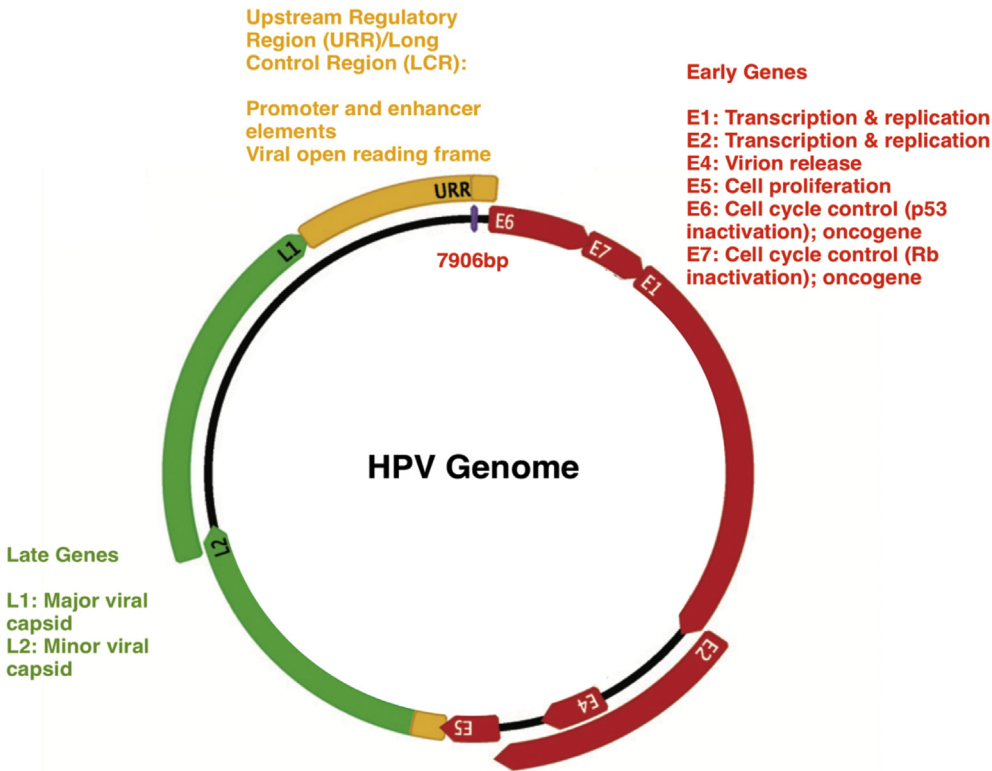 Upstream Regulatory
Region (URR)/Long
Control Region (LCR):
Promoter and enhancer
elements
Viral open reading frame
Early Genes
E1: Transcription & replication
E2: Transcription & replication
E4: Virion release
E5: Cell proliferation
E6: Cell cycle control (p53
inactivation); oncogene
E7: Cell cycle control (Rb
inactivation); oncogene
URR
E6
E7
E1
7906bp
L1
HPV Genome
L2
E2
E4
E5
Late Genes
L1: Major viral
capsid
L2: Minor viral
capsid